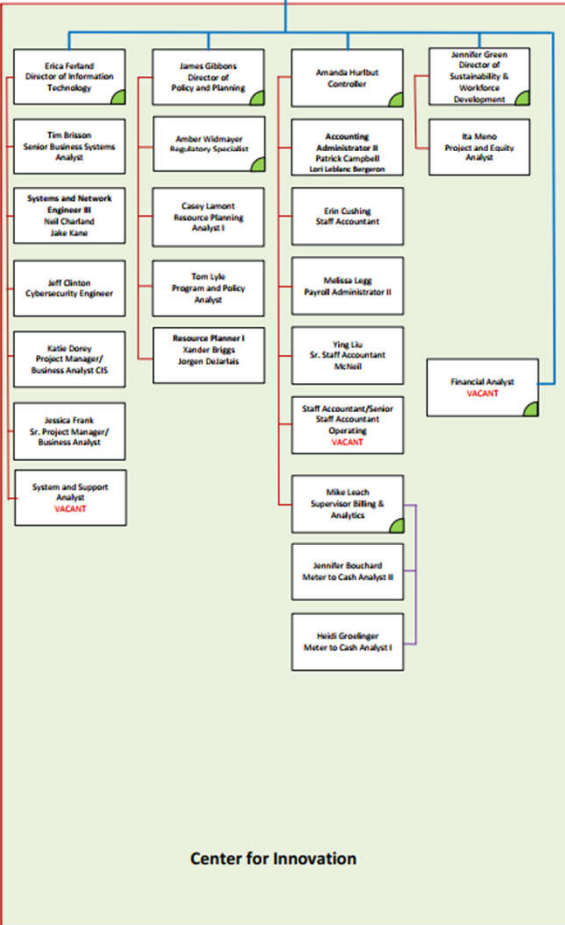 Erica Ferland
Director of Information
Technology
Tim Brisson
Senior Business Systems
Analyst
Systems and Network
Engineer III
Neil Charland
Jake Kane
Jeff Clinton
Cybersecurity Engineer
Katie Dorey
Project Manager/
Business Analyst CIS
Jessica Frank
Sr. Project Manager/
Business Analyst
System and Support
Analyst
VACANT
James Gibbons
Director of
Policy and Planning
Amber Widmayer
Regulatory Specialist
Casey Lamont
Resource Planning
Analyst I
Tom Lyle
Program and Policy
Analyst
Resource Planner I
Xander Briggs
Jorgen DeJarlais
Amanda Hurlbut
Controller
Accounting
Administrator II
Patrick Campbell
Lori Leblanc Bergeron
Erin Cushing
Staff Accountant
Melissa Legg
Payroll Administrator II
Ying Liu
Sr. Staff Accountant
McNeil
Staff Accountant/Senior
Staff Accountant
Operating
VACANT
Mike Leach
Supervisor Billing &
Analytics
Jennifer Bouchard
Meter to Cash Analyst II
Heidi Groelinger
Meter to Cash Analyst I
Jennifer Green
Director of
Sustainability &
Workforce
Development
Ita Meno
Project and Equity
Analyst
Financial Analyst
VACANT
Center for Innovation